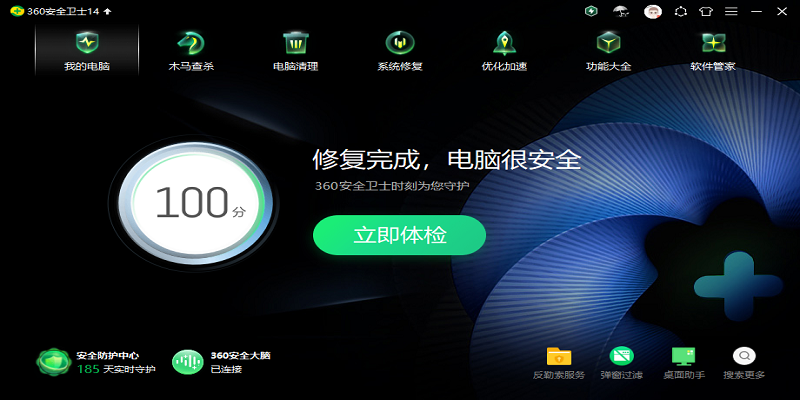 360安全卫士14
我的电脑
木马查杀
电脑清理
系统修复
优化加速
功能大全
软件管家
修复完成，电脑很安全
360安全卫士时刻为您守护
100分
立即体检
安全防护中心
185 天实时守护
360安全大脑
已连接
反勒索服务
弹窗过滤
桌面助手
搜索更多